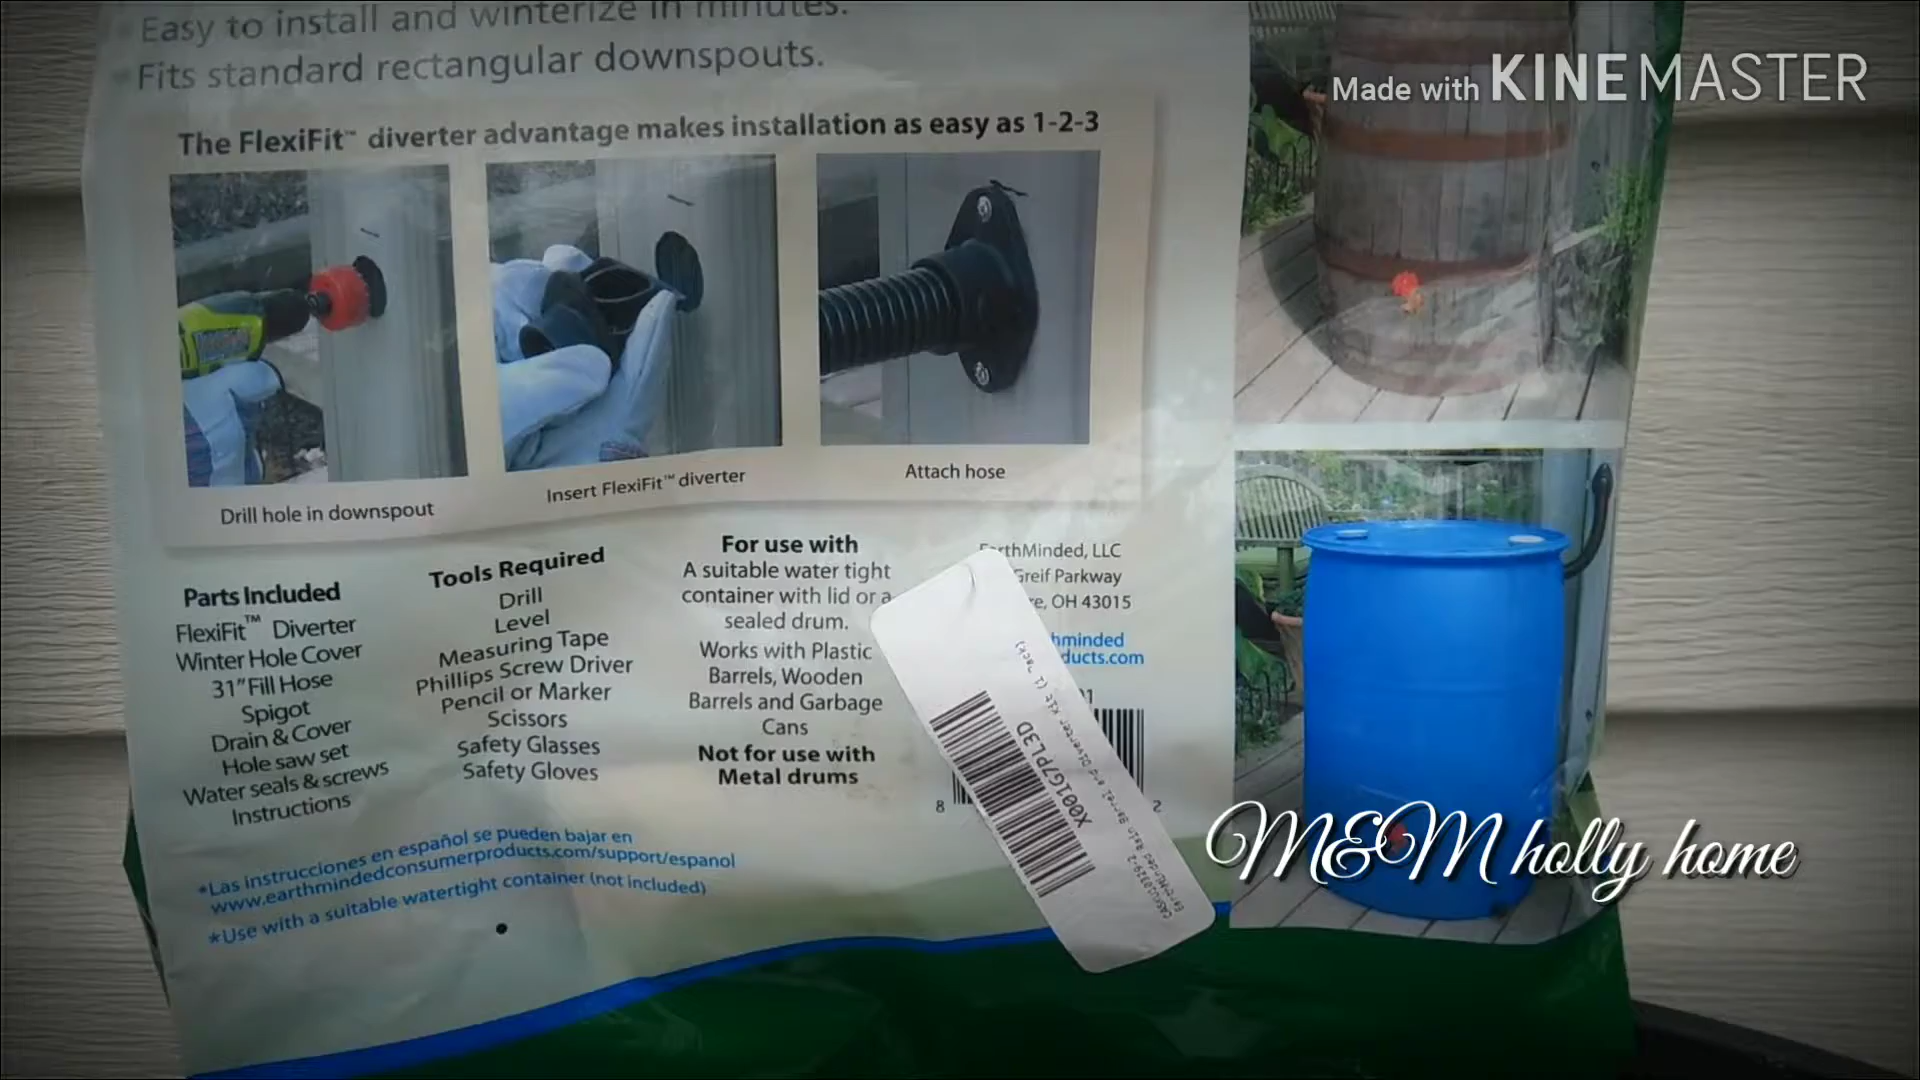 Easy to install and winterize in minutes.
Fits standard rectangular downspouts.
Made with KINEMASTER
The FlexiFit™ diverter advantage makes installation as easy as 1-2-3
Drill hole in downspout
Insert FlexiFit™ diverter
Attach hose
Parts Included
FlexiFit™ Diverter
Winter Hole Cover
31" Fill Hose
Spigot
Drain & Cover
Hole saw set
Water seals & screws
Instructions
Tools Required
Drill
Level
Measuring Tape
Phillips Screw Driver
Pencil or Marker
Scissors
Safety Glasses
Safety Gloves
For use with
A suitable water tight
container with lid or a
sealed drum.
Works with Plastic
Barrels, Wooden
Barrels and Garbage
Cans
Not for use with
Metal drums
LLC
Greif Parkway
OH 43015
8
2
X001G7PL3D
*Las instrucciones en español se pueden bajar en
www.earthmindedconsumerproducts.com/support/espanol
*Use with a suitable watertight container (not included)
M&M holly home